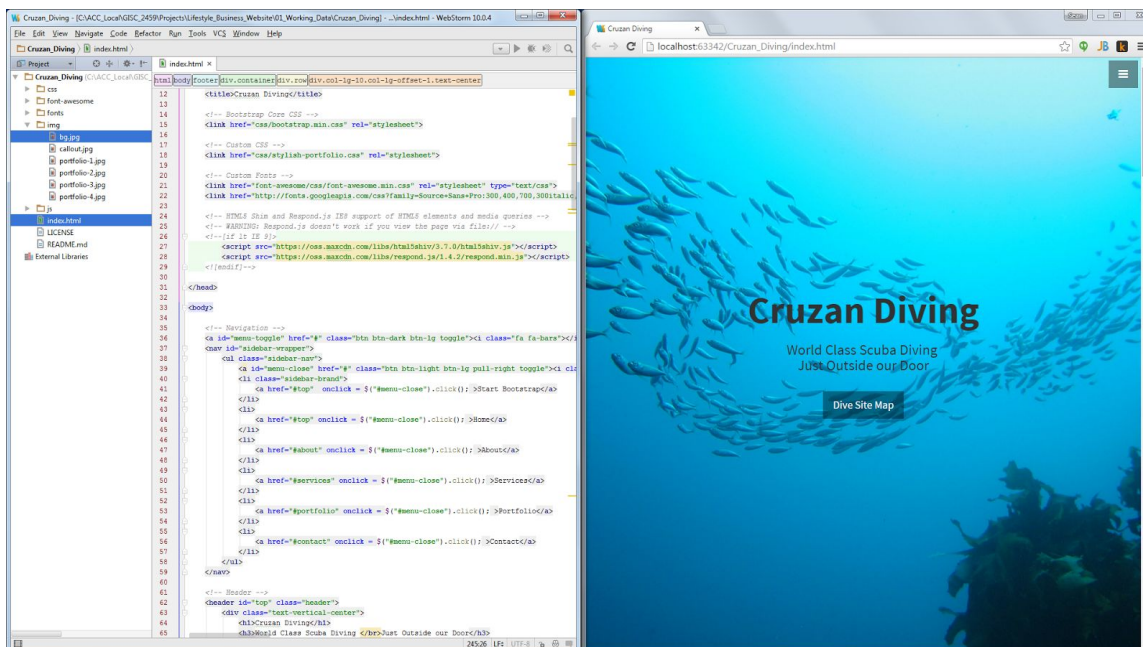 Cruzan_Diving - [C:\ACC_Local\GISC_2459\Projects\Lifestyle_Business_Website\01_Working_Data\Cruzan_Diving] - ...\index.html - WebStorm 10.0.4
File Edit View Navigate Code Refactor Run Tools VCS Window Help
Cruzan_Diving index.html
Project
index.html ×
Cruzan_Diving (C:\ACC_Local\GISC_
css
font-awesome
fonts
img
bg.jpg
callout.jpg
portfolio-1.jpg
portfolio-2.jpg
portfolio-3.jpg
portfolio-4.jpg
js
index.html
LICENSE
README.md
External Libraries
html body footer div.container div.row div.col-lg-10.col-lg-offset-1.text-center
12 <title>Cruzan Diving</title>
13
14 <!-- Bootstrap Core CSS -->
15 <link href="css/bootstrap.min.css" rel="stylesheet">
16
17 <!-- Custom CSS -->
18 <link href="css/stylish-portfolio.css" rel="stylesheet">
19
20 <!-- Custom Fonts -->
21 <link href="font-awesome/css/font-awesome.min.css" rel="stylesheet" type="text/css">
22 <link href="http://fonts.googleapis.com/css?family=Source+Sans+Pro:300,400,700,300italic,
23
24 <!-- HTML5 Shim and Respond.js IE8 support of HTML5 elements and media queries -->
25 <!-- WARNING: Respond.js doesn't work if you view the page via file:// -->
26 <!--[if lt IE 9]>
27 <script src="https://oss.maxcdn.com/libs/html5shiv/3.7.0/html5shiv.js"></script>
28 <script src="https://oss.maxcdn.com/libs/respond.js/1.4.2/respond.min.js"></script>
29 <![endif]-->
30
31 </head>
32
33 <body>
34
35 <!-- Navigation -->
36 <a id="menu-toggle" href="#" class="btn btn-dark btn-lg toggle"><i class="fa fa-bars"></i
37 <nav id="sidebar-wrapper">
38 <ul class="sidebar-nav">
39 <a id="menu-close" href="#" class="btn btn-light btn-lg pull-right toggle"><i cla
40 <li class="sidebar-brand">
41 <a href="#top" onclick = $("#menu-close").click(); >Start Bootstrap</a>
42 </li>
43 <li>
44 <a href="#top" onclick = $("#menu-close").click(); >Home</a>
45 </li>
46 <li>
47 <a href="#about" onclick = $("#menu-close").click(); >About</a>
48 </li>
49 <li>
50 <a href="#services" onclick = $("#menu-close").click(); >Services</a>
51 </li>
52 <li>
53 <a href="#portfolio" onclick = $("#menu-close").click(); >Portfolio</a>
54 </li>
55 <li>
56 <a href="#contact" onclick = $("#menu-close").click(); >Contact</a>
57 </li>
58 </ul>
59 </nav>
60
61 <!-- Header -->
62 <header id="top" class="header">
63 <div class="text-vertical-center">
64 <h1>Cruzan Diving</h1>
65 <h3>World Class Scuba Diving </br>Just Outside our Door</h3>
245:26 LF÷ UTF-8
Cruzan Diving ×
localhost:63342/Cruzan_Diving/index.html
JB
Cruzan Diving
World Class Scuba Diving
Just Outside our Door
Dive Site Map